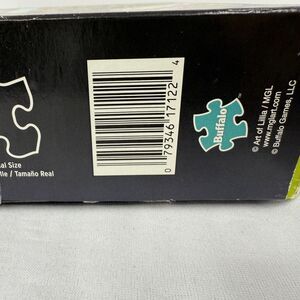 al Size
lle / Tamaño Real
0 79346 17122 4
Buffalo
© Art of Lillia / MGL
www.mglart.com
© Buffalo Games, LLC